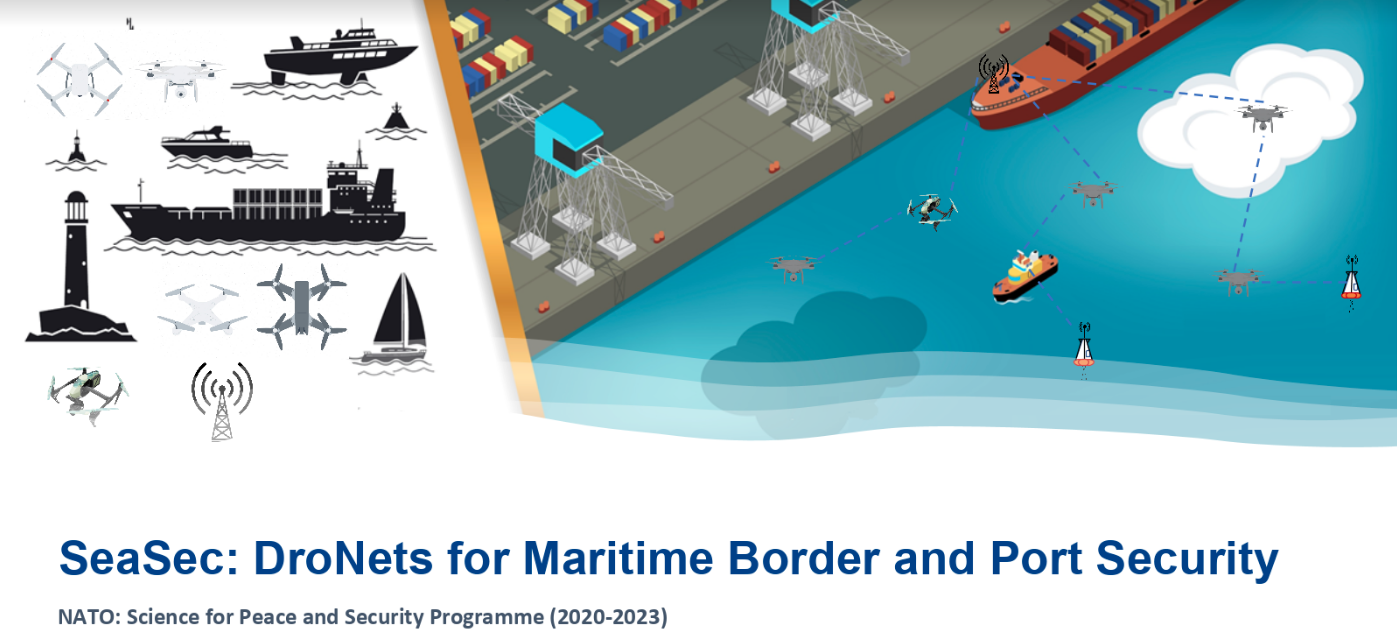 SeaSec: DroNets for Maritime Border and Port Security
NATO: Science for Peace and Security Programme (2020-2023)